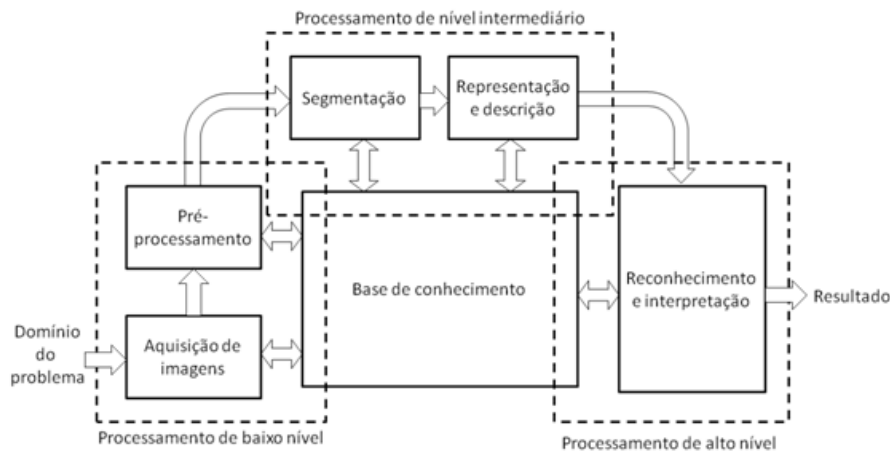 Processamento de nível intermediário
Segmentação
Representação
e descrição
Pré-
processamento
Base de conhecimento
Reconhecimento
e interpretação
Resultado
Domínio
do
problema
Aquisição de
imagens
Processamento de baixo nível
Processamento de alto nível